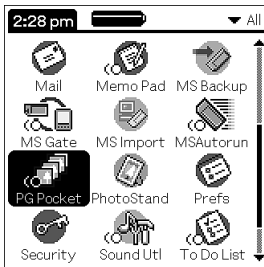 2:28 pm All
Mail Memo Pad MS Backup
MS Gate MS Import MSAutorun
PG Pocket PhotoStand Prefs
Security Sound Utl To Do List